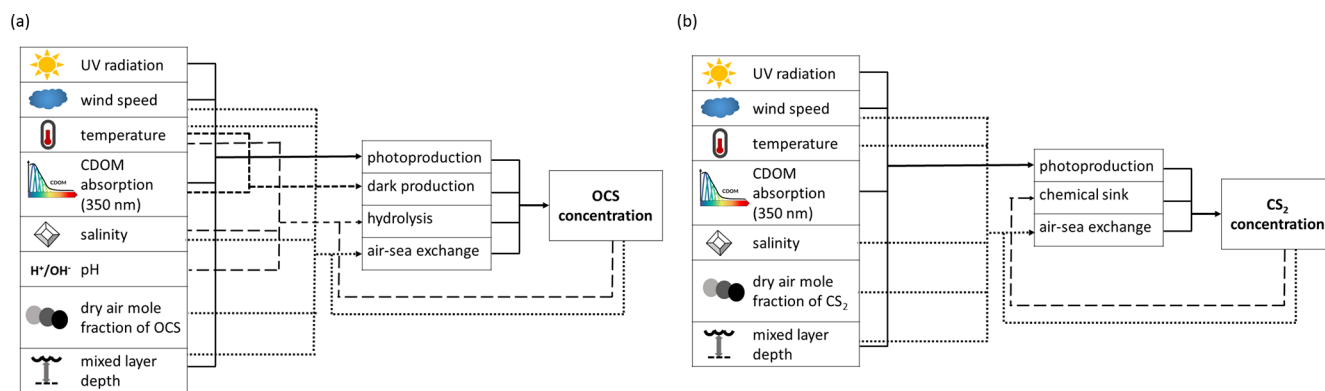 (a)
UV radiation
wind speed
temperature
CDOM
CDOM
absorption
(350 nm)
salinity
H⁺/OH⁻ pH
dry air mole
fraction of OCS
mixed layer
depth
photoproduction
dark production
hydrolysis
air-sea exchange
OCS
concentration
(b)
UV radiation
wind speed
temperature
CDOM
CDOM
absorption
(350 nm)
salinity
dry air mole
fraction of CS₂
mixed layer
depth
photoproduction
chemical sink
air-sea exchange
CS₂
concentration